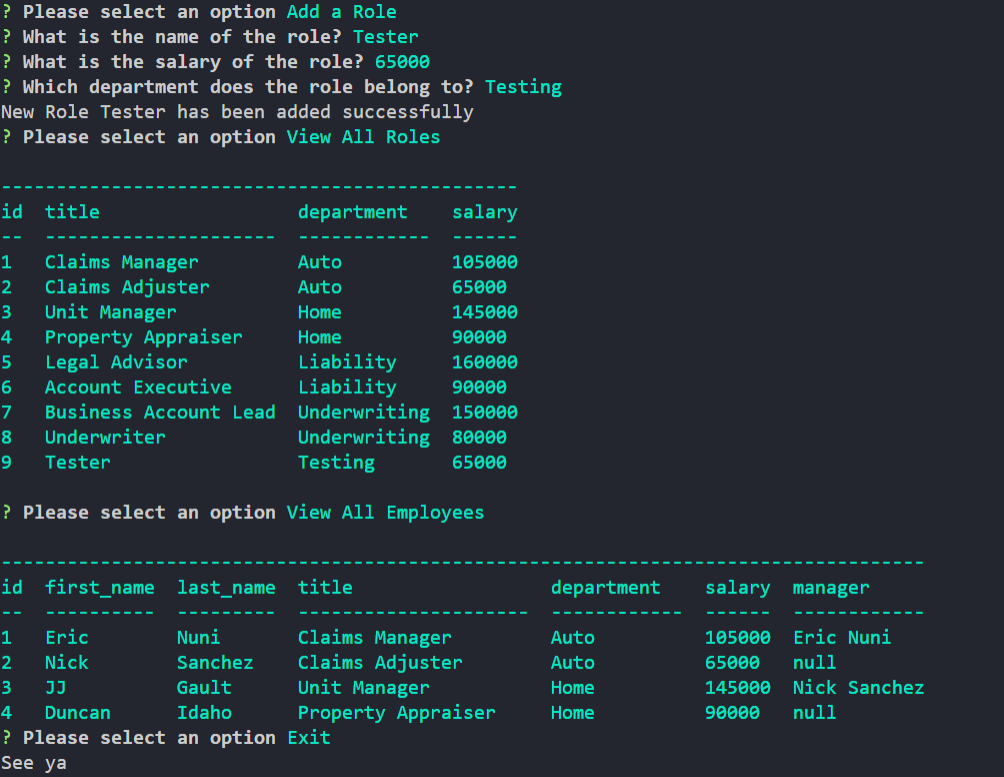 ? Please select an option Add a Role
? What is the name of the role? Tester
? What is the salary of the role? 65000
? Which department does the role belong to? Testing
New Role Tester has been added successfully
? Please select an option View All Roles
-----------------------------------------------
id  title                  department    salary
--  ---------------------  ------------  ------
1   Claims Manager         Auto          105000
2   Claims Adjuster        Auto          65000
3   Unit Manager           Home          145000
4   Property Appraiser     Home          90000
5   Legal Advisor          Liability     160000
6   Account Executive      Liability     90000
7   Business Account Lead  Underwriting  150000
8   Underwriter            Underwriting  80000
9   Tester                 Testing       65000
? Please select an option View All Employees
------------------------------------------------------------------------------------
id  first_name  last_name  title                  department    salary  manager
--  ----------  ---------  ---------------------  ------------  ------  ------------
1   Eric        Nuni       Claims Manager         Auto          105000  Eric Nuni
2   Nick        Sanchez    Claims Adjuster        Auto          65000   null
3   JJ          Gault      Unit Manager           Home          145000  Nick Sanchez
4   Duncan      Idaho      Property Appraiser     Home          90000   null
? Please select an option Exit
See ya